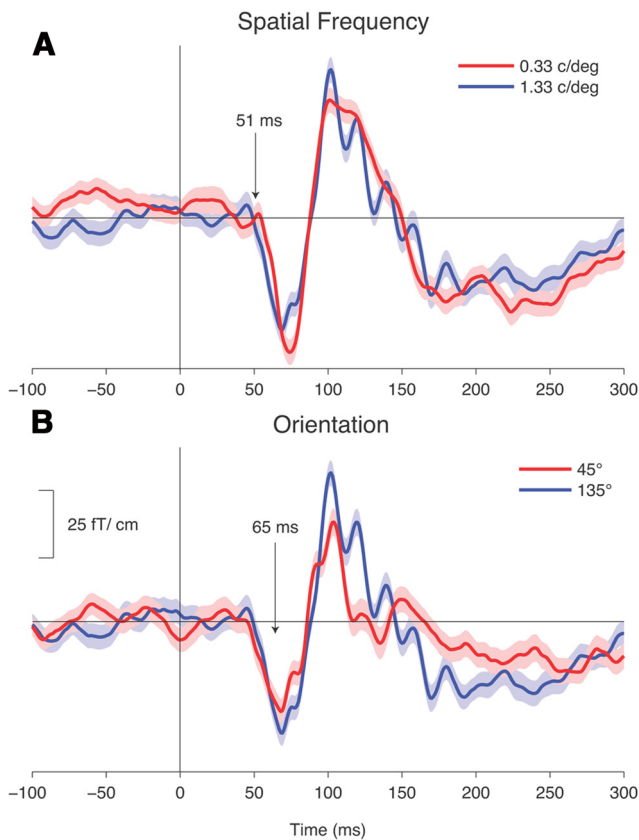 Spatial Frequency
A
0.33 c/deg
1.33 c/deg
51 ms
−100 −50 0 50 100 150 200 250 300
B
Orientation
45°
135°
25 fT/ cm
65 ms
−100 −50 0 50 100 150 200 250 300
Time (ms)